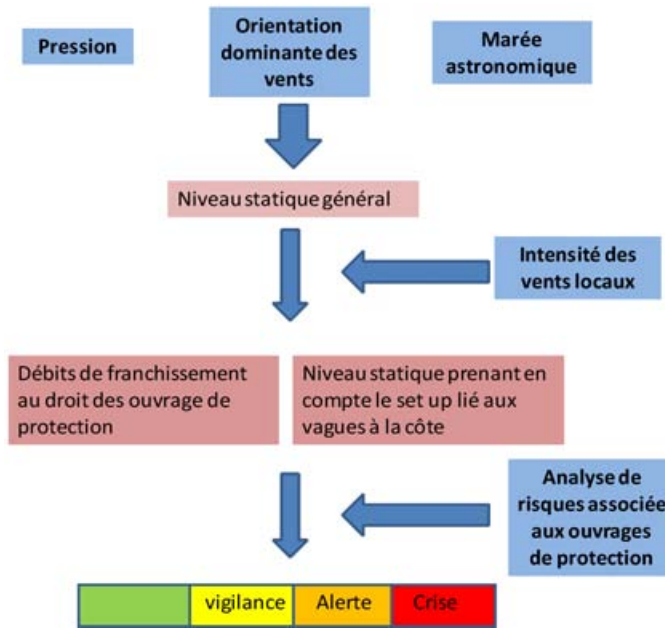 Pression
Orientation
dominante des
vents
Marée
astronomique
Niveau statique général
Intensité des
vents locaux
Débits de franchissement
au droit des ouvrage de
protection
Niveau statique prenant en
compte le set up lié aux
vagues à la côte
Analyse de
risques associée
aux ouvrages
de protection
vigilance
Alerte
Crise